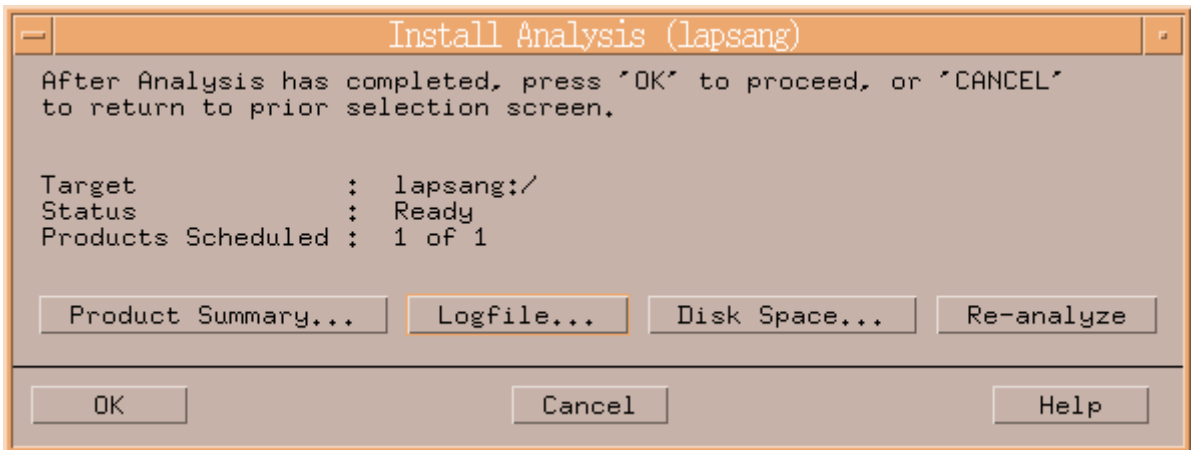 Install Analysis (lapsang)
After Analysis has completed, press ´OK´ to proceed, or ´CANCEL´
to return to prior selection screen.
Target : lapsang:/
Status : Ready
Products Scheduled : 1 of 1
Product Summary... Logfile... Disk Space... Re-analyze
OK Cancel Help